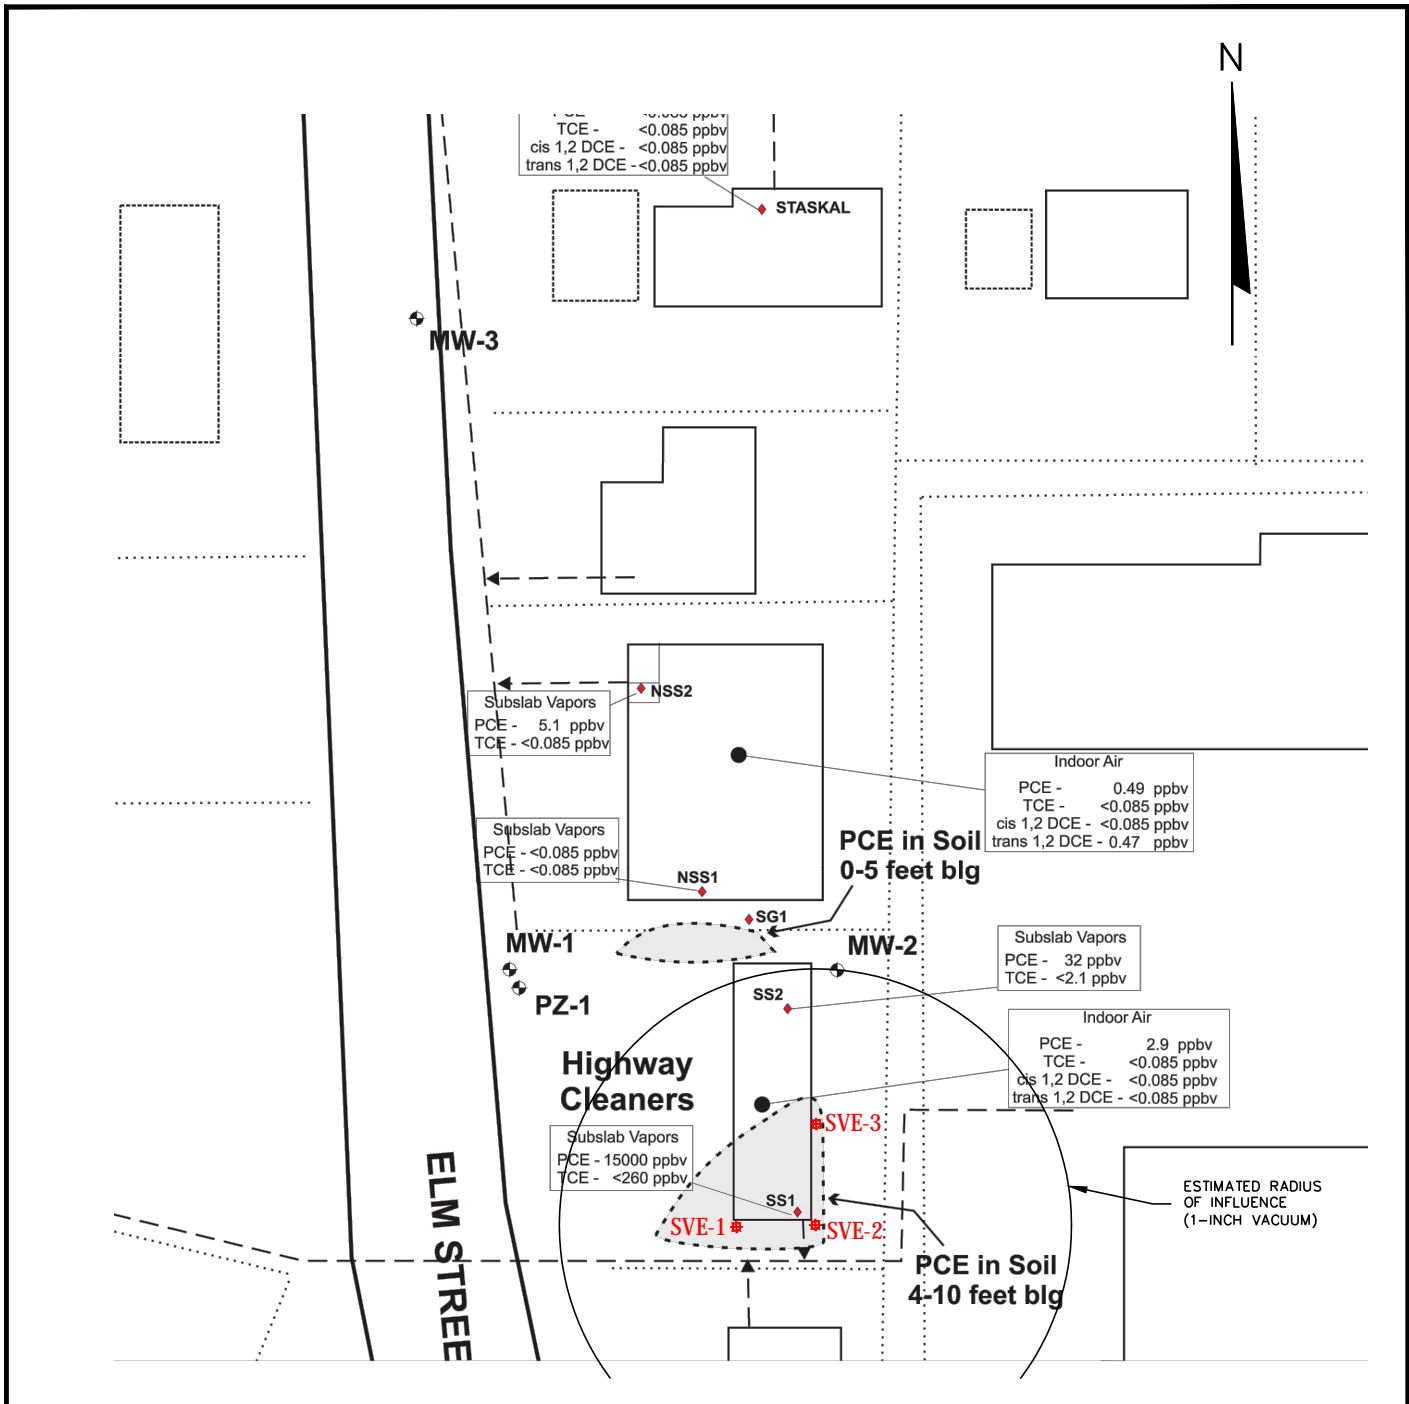 N
PCE - <0.085 ppbv
TCE - <0.085 ppbv
cis 1,2 DCE - <0.085 ppbv
trans 1,2 DCE - <0.085 ppbv
STASKAL
MW-3
NSS2
Subslab Vapors
PCE - 5.1 ppbv
TCE - <0.085 ppbv
Indoor Air
PCE - 0.49 ppbv
TCE - <0.085 ppbv
cis 1,2 DCE - <0.085 ppbv
trans 1,2 DCE - 0.47 ppbv
Subslab Vapors
PCE - <0.085 ppbv
TCE - <0.085 ppbv
NSS1
PCE in Soil
0-5 feet blg
SG1
MW-1
PZ-1
MW-2
Subslab Vapors
PCE - 32 ppbv
TCE - <2.1 ppbv
SS2
Indoor Air
PCE - 2.9 ppbv
TCE - <0.085 ppbv
cis 1,2 DCE - <0.085 ppbv
trans 1,2 DCE - <0.085 ppbv
Highway
Cleaners
Subslab Vapors
PCE - 15000 ppbv
TCE - <260 ppbv
SVE-3
SS1
SVE-1
SVE-2
ESTIMATED RADIUS
OF INFLUENCE
(1-INCH VACUUM)
PCE in Soil
4-10 feet blg
ELM STREE